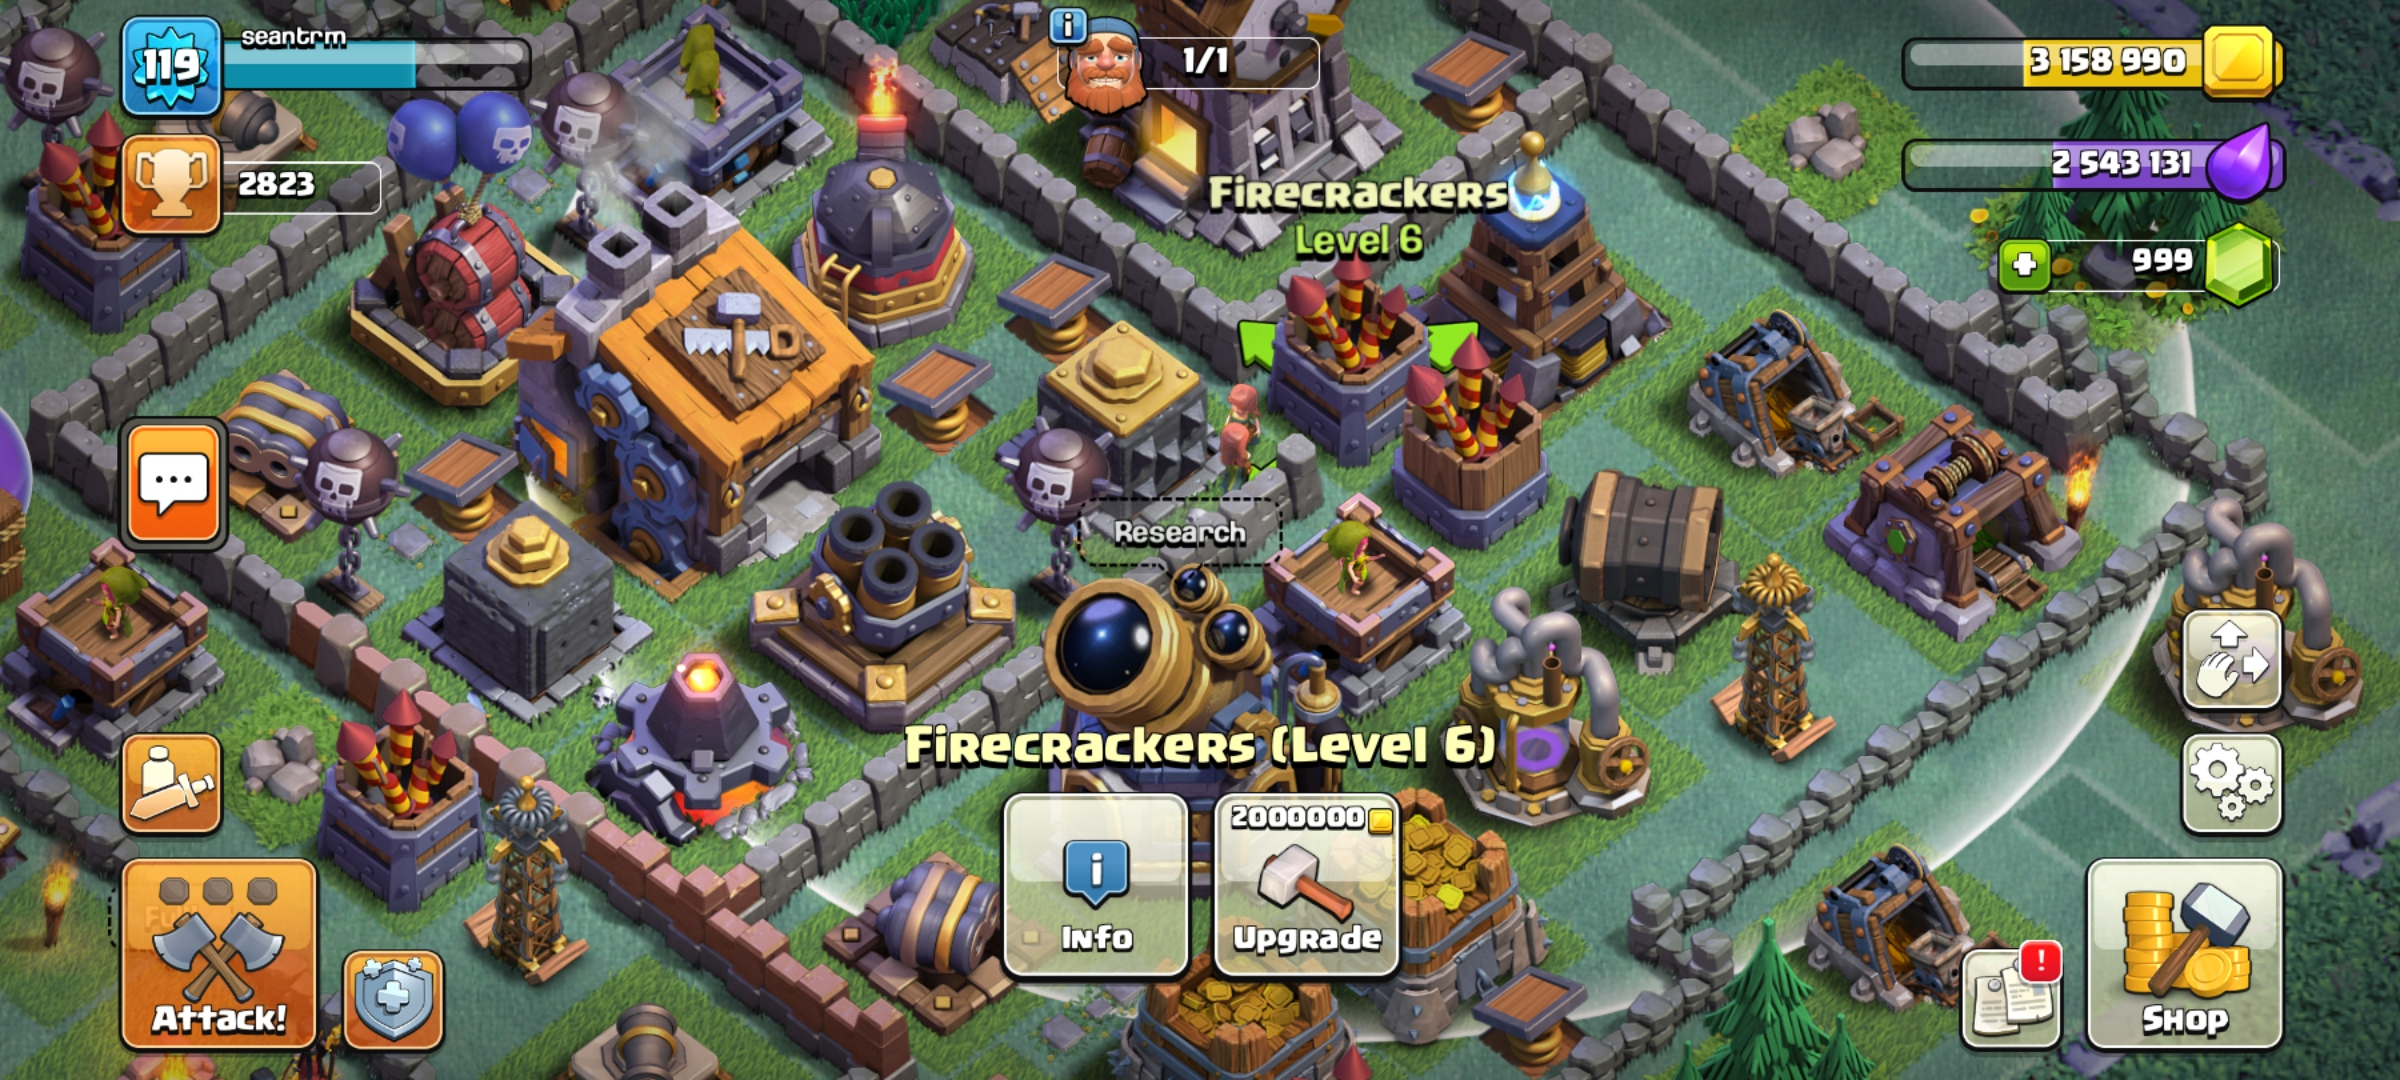 119
seantrm
1/1
3 158 990
2823
2 543 131
Firecrackers
Level 6
999
Research
Firecrackers (Level 6)
2000000
Info
Upgrade
Attack!
Shop